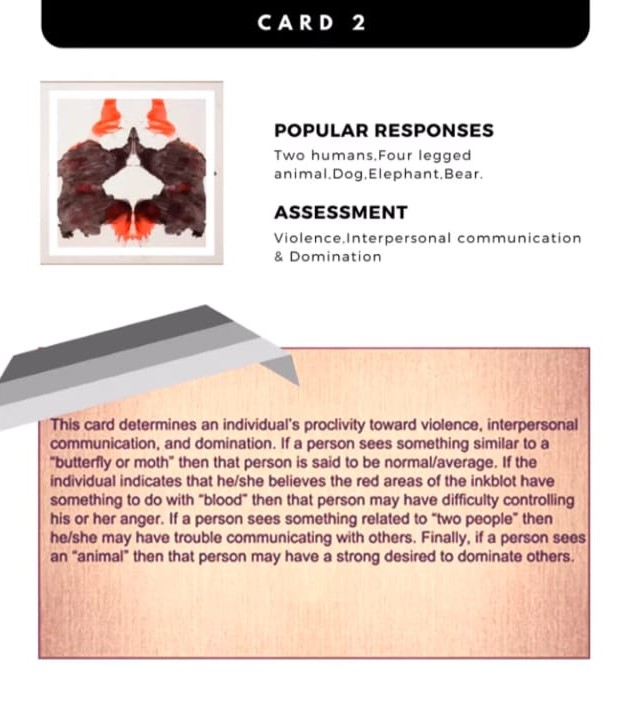 CARD 2
POPULAR RESPONSES
Two humans,Four legged
animal,Dog,Elephant,Bear.
ASSESSMENT
Violence,Interpersonal communication
& Domination
This card determines an individual's proclivity toward violence, interpersonal
communication, and domination. If a person sees something similar to a
"butterfly or moth" then that person is said to be normal/average. If the
individual indicates that he/she believes the red areas of the inkblot have
something to do with "blood" then that person may have difficulty controlling
his or her anger. If a person sees something related to "two people" then
he/she may have trouble communicating with others. Finally, if a person sees
an "animal" then that person may have a strong desired to dominate others.